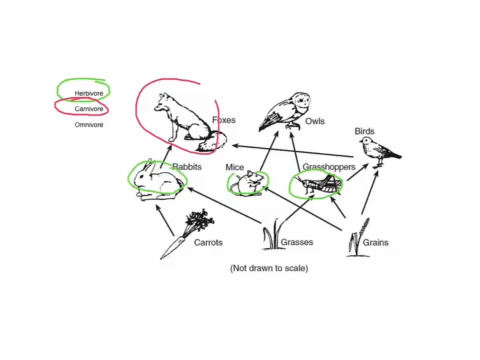 Herbivore
Carnivore
Omnivore
Foxes
Owls
Birds
Rabbits
Mice
Grasshoppers
Carrots
Grasses
Grains
(Not drawn to scale)